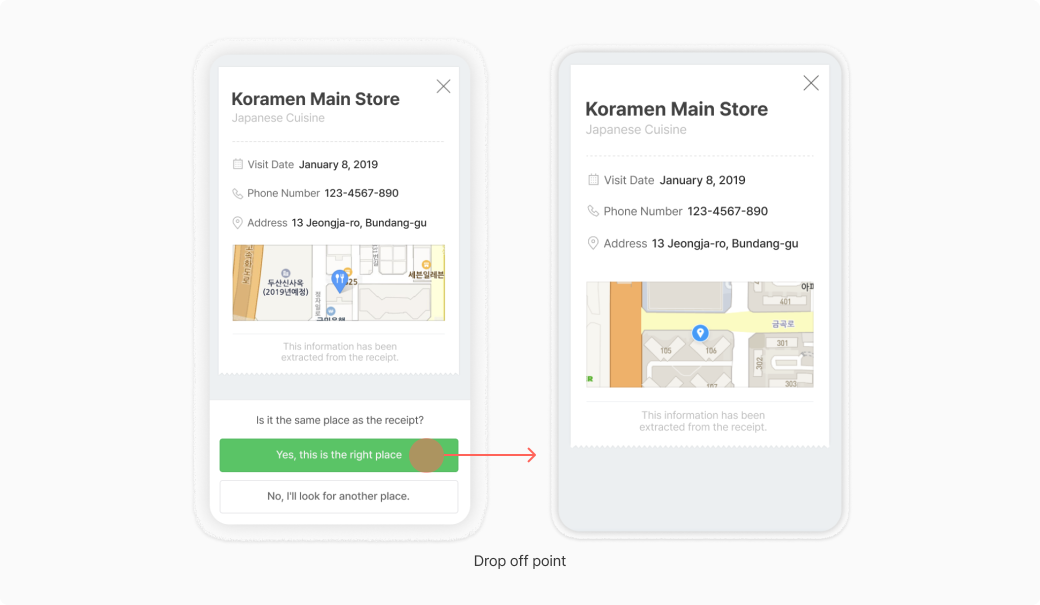 Koramen Main Store
Japanese Cuisine
Visit Date January 8, 2019
Phone Number 123-4567-890
Address 13 Jeongja-ro, Bundang-gu
두산신사옥
(2019년예정)
25
세븐일레븐
This information has been
extracted from the receipt.
Is it the same place as the receipt?
Yes, this is the right place
No, I'll look for another place.
Koramen Main Store
Japanese Cuisine
Visit Date January 8, 2019
Phone Number 123-4567-890
Address 13 Jeongja-ro, Bundang-gu
아파
401
금곡로
301
105
106
302
107
303
This information has been
extracted from the receipt.
Drop off point